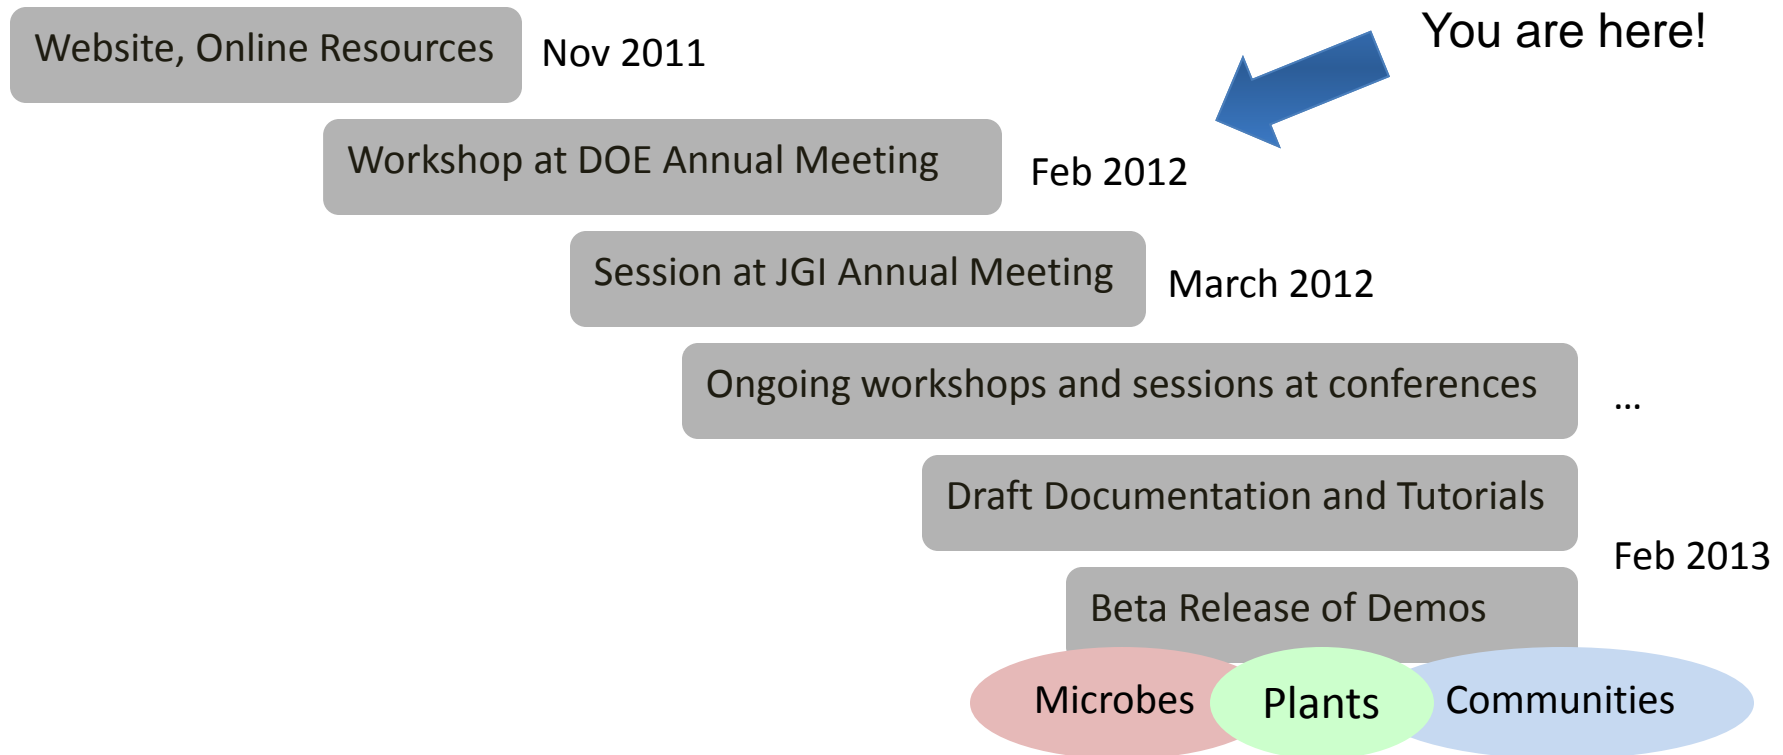 Website, Online Resources
Nov 2011
You are here!
Workshop at DOE Annual Meeting
Feb 2012
Session at JGI Annual Meeting
March 2012
Ongoing workshops and sessions at conferences
...
Draft Documentation and Tutorials
Feb 2013
Beta Release of Demos
Microbes
Plants
Communities